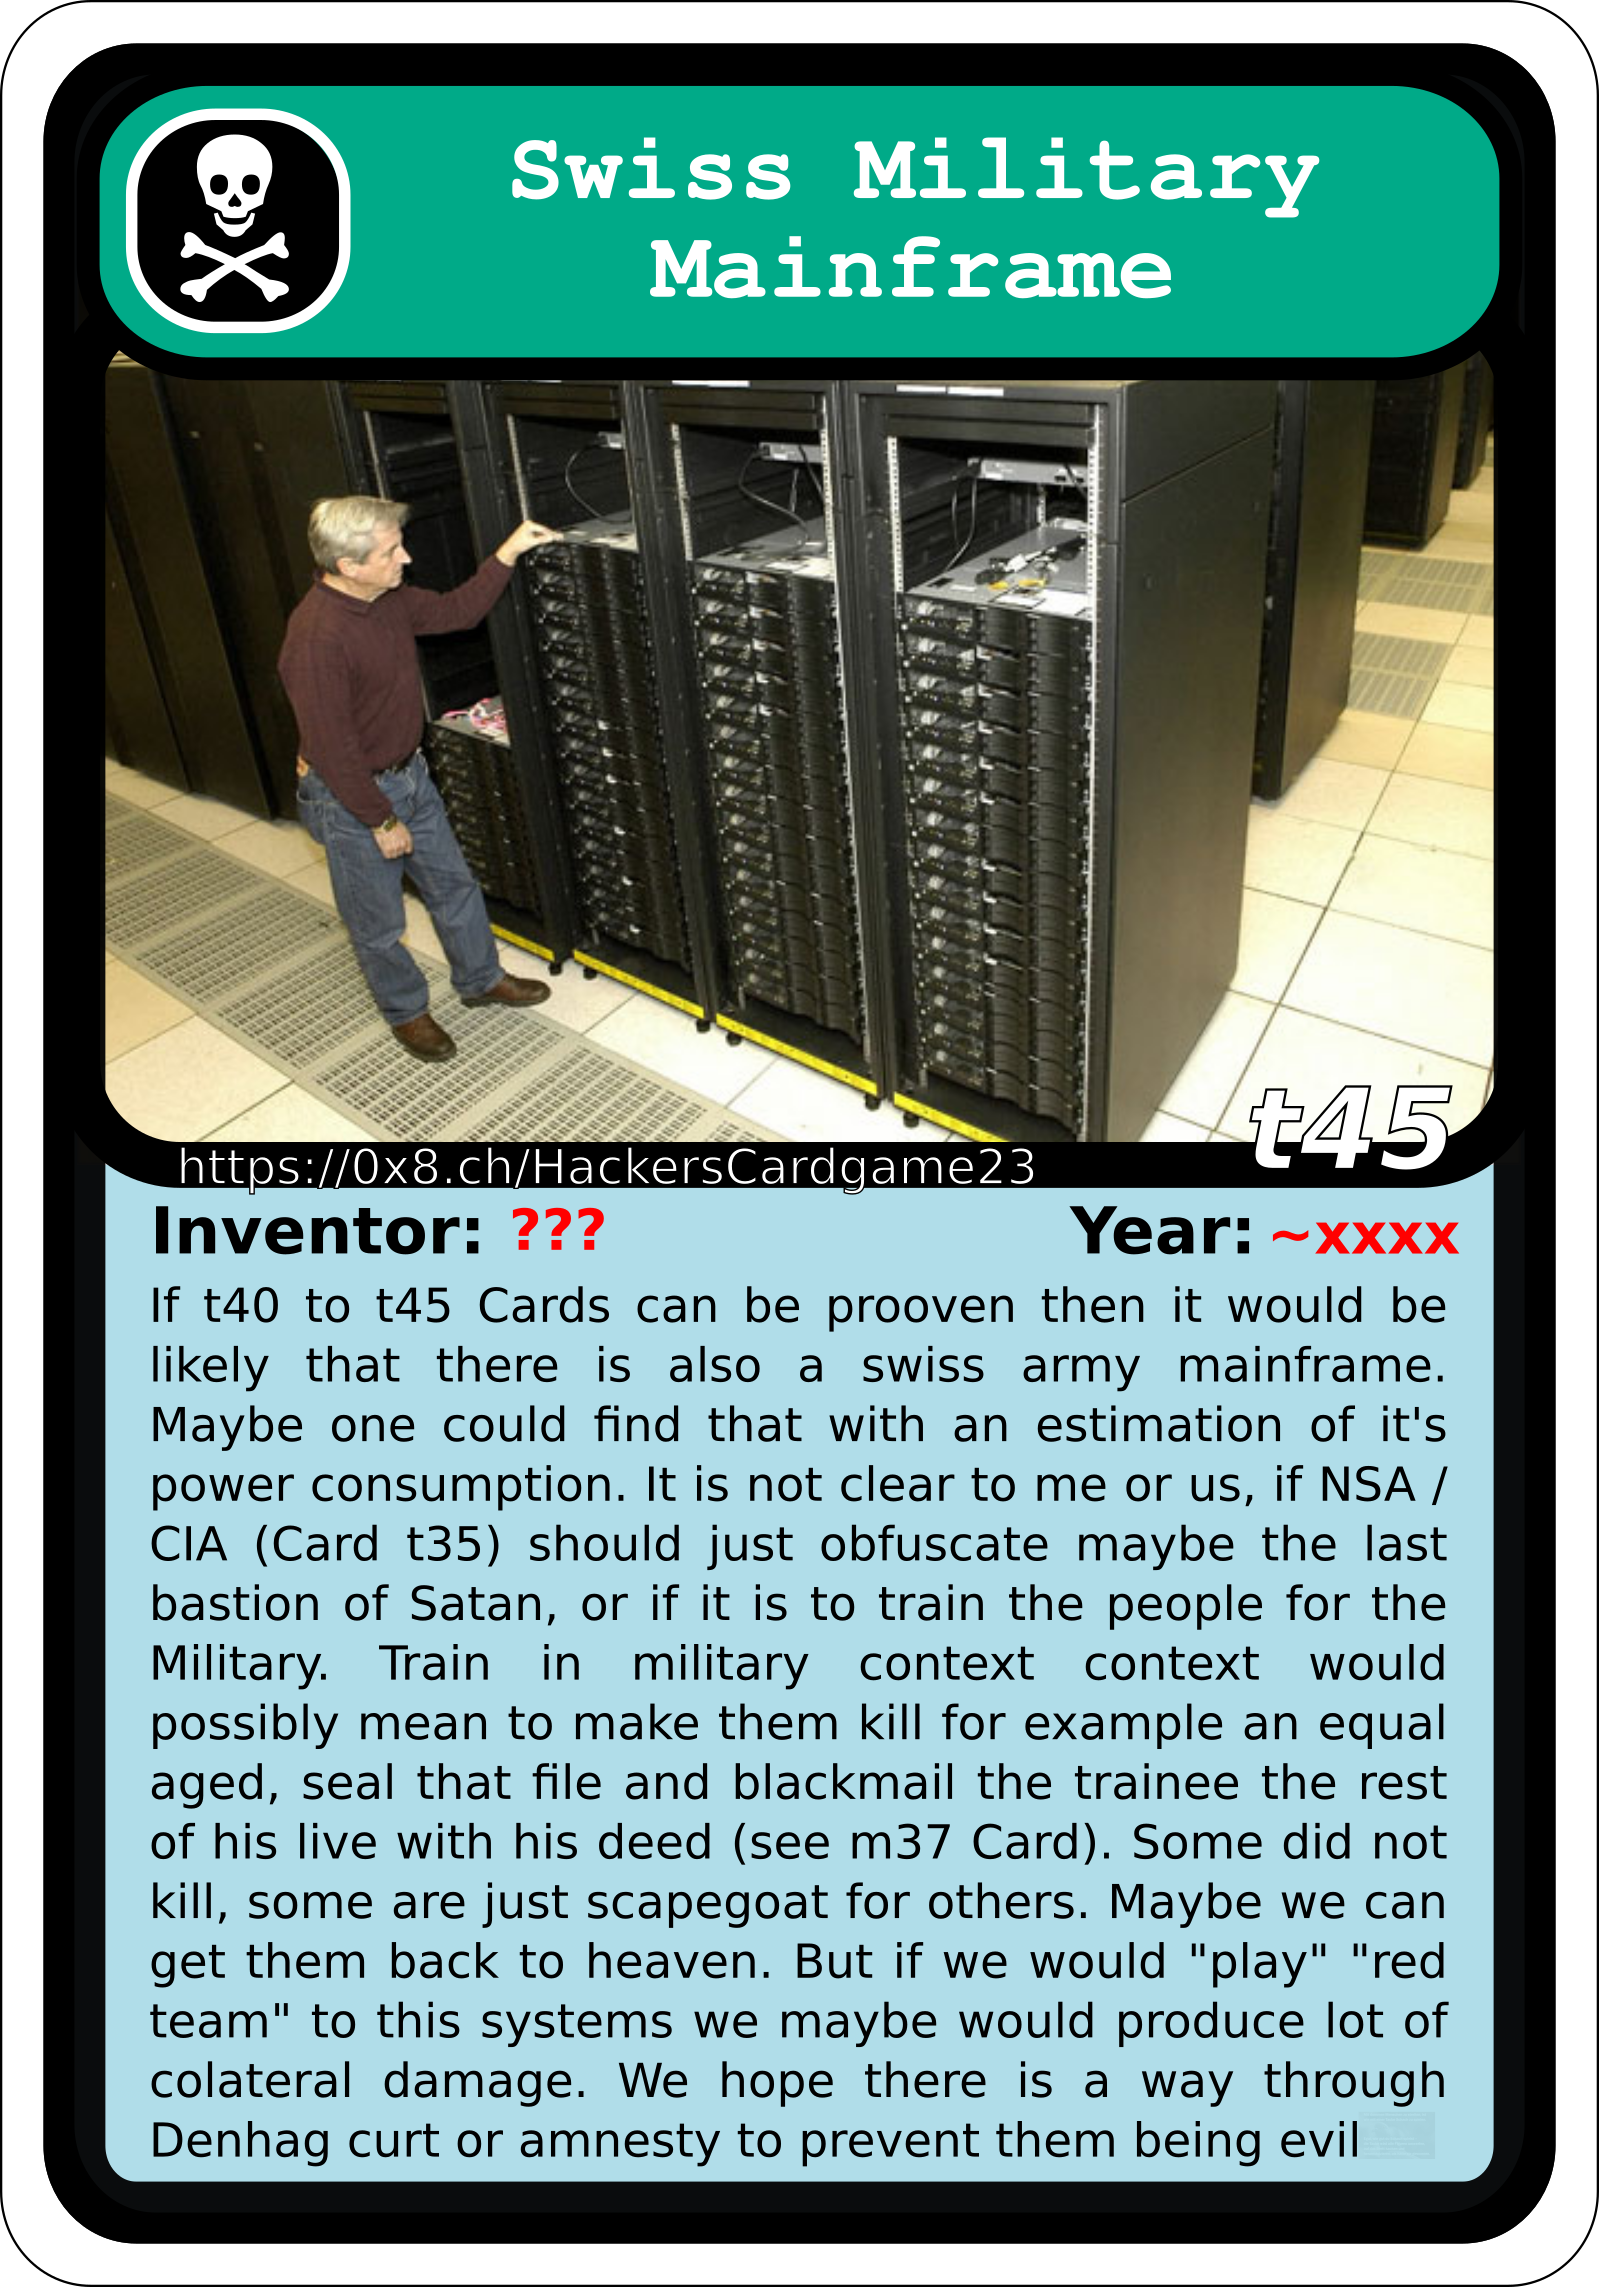 Swiss Military
Mainframe
t45
https://0x8.ch/HackersCardgame23
Inventor: ???
Year: ~xxxx
If t40 to t45 Cards can be prooven then it would be
likely that there is also a swiss army mainframe.
Maybe one could find that with an estimation of it's
power consumption. It is not clear to me or us, if NSA /
CIA (Card t35) should just obfuscate maybe the last
bastion of Satan, or if it is to train the people for the
Military. Train in military context context would
possibly mean to make them kill for example an equal
aged, seal that file and blackmail the trainee the rest
of his live with his deed (see m37 Card). Some did not
kill, some are just scapegoat for others. Maybe we can
get them back to heaven. But if we would "play" "red
team" to this systems we maybe would produce lot of
colateral damage. We hope there is a way through
Denhag curt or amnesty to prevent them being evil